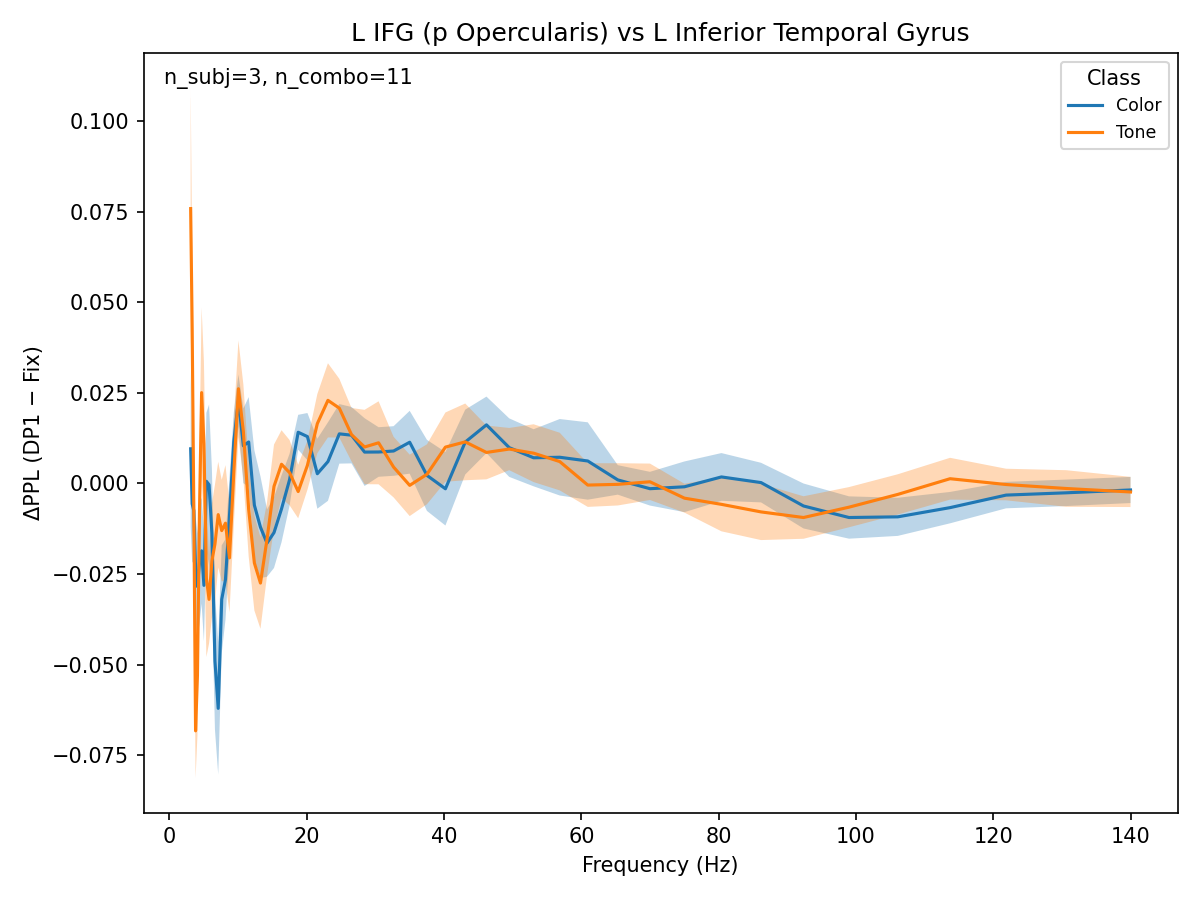 L IFG (p Opercularis) vs L Inferior Temporal Gyrus
n_subj=3, n_combo=11
Class
Color
Tone
0.100
0.075
0.050
0.025
0.000
−0.025
−0.050
−0.075
ΔPPL (DP1 − Fix)
0 20 40 60 80 100 120 140
Frequency (Hz)